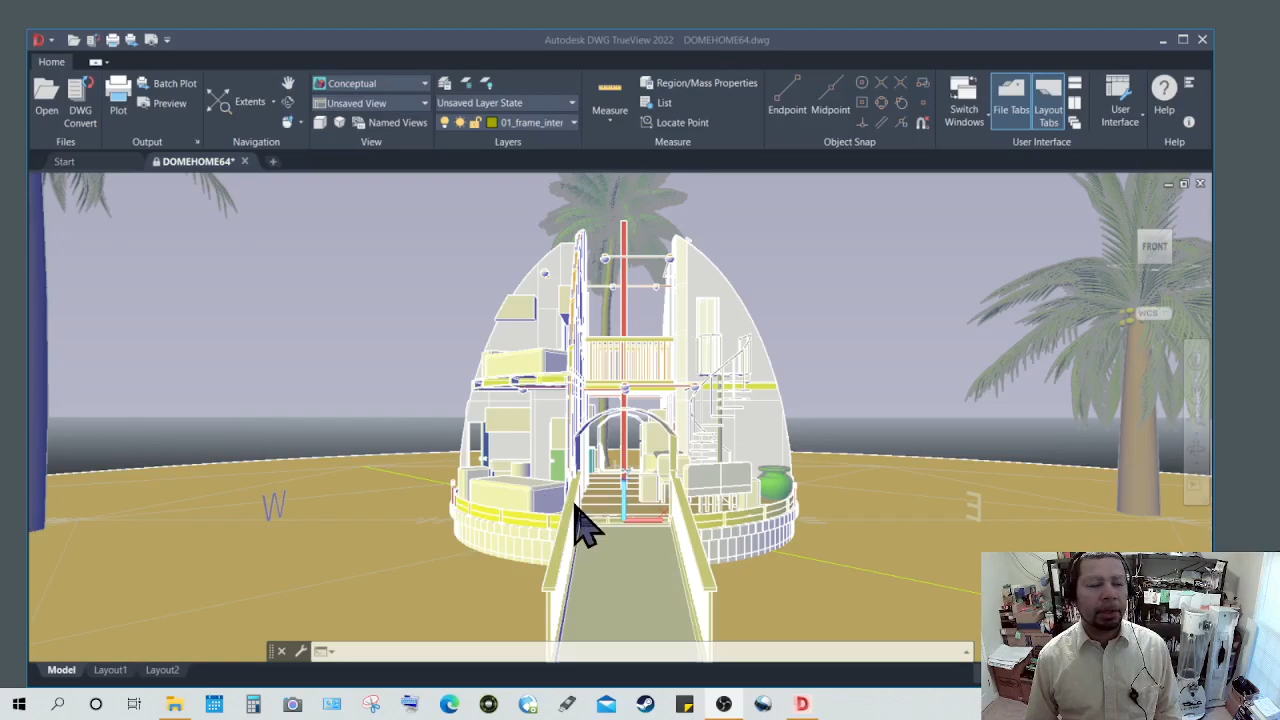 Autodesk DWG TrueView 2022 DOMEHOME64.dwg
Home
Open
DWG Convert
Files
Plot
Batch Plot
Preview
Output
Extents
Navigation
Conceptual
Unsaved View
Named Views
View
Unsaved Layer State
01_frame_inter
Layers
Measure
Region/Mass Properties
List
Locate Point
Measure
Endpoint
Midpoint
Object Snap
Switch Windows
File Tabs
Layout Tabs
User Interface
User Interface
Help
Help
Start
DOMEHOME64*
FRONT
WCS
W
E
Model
Layout1
Layout2